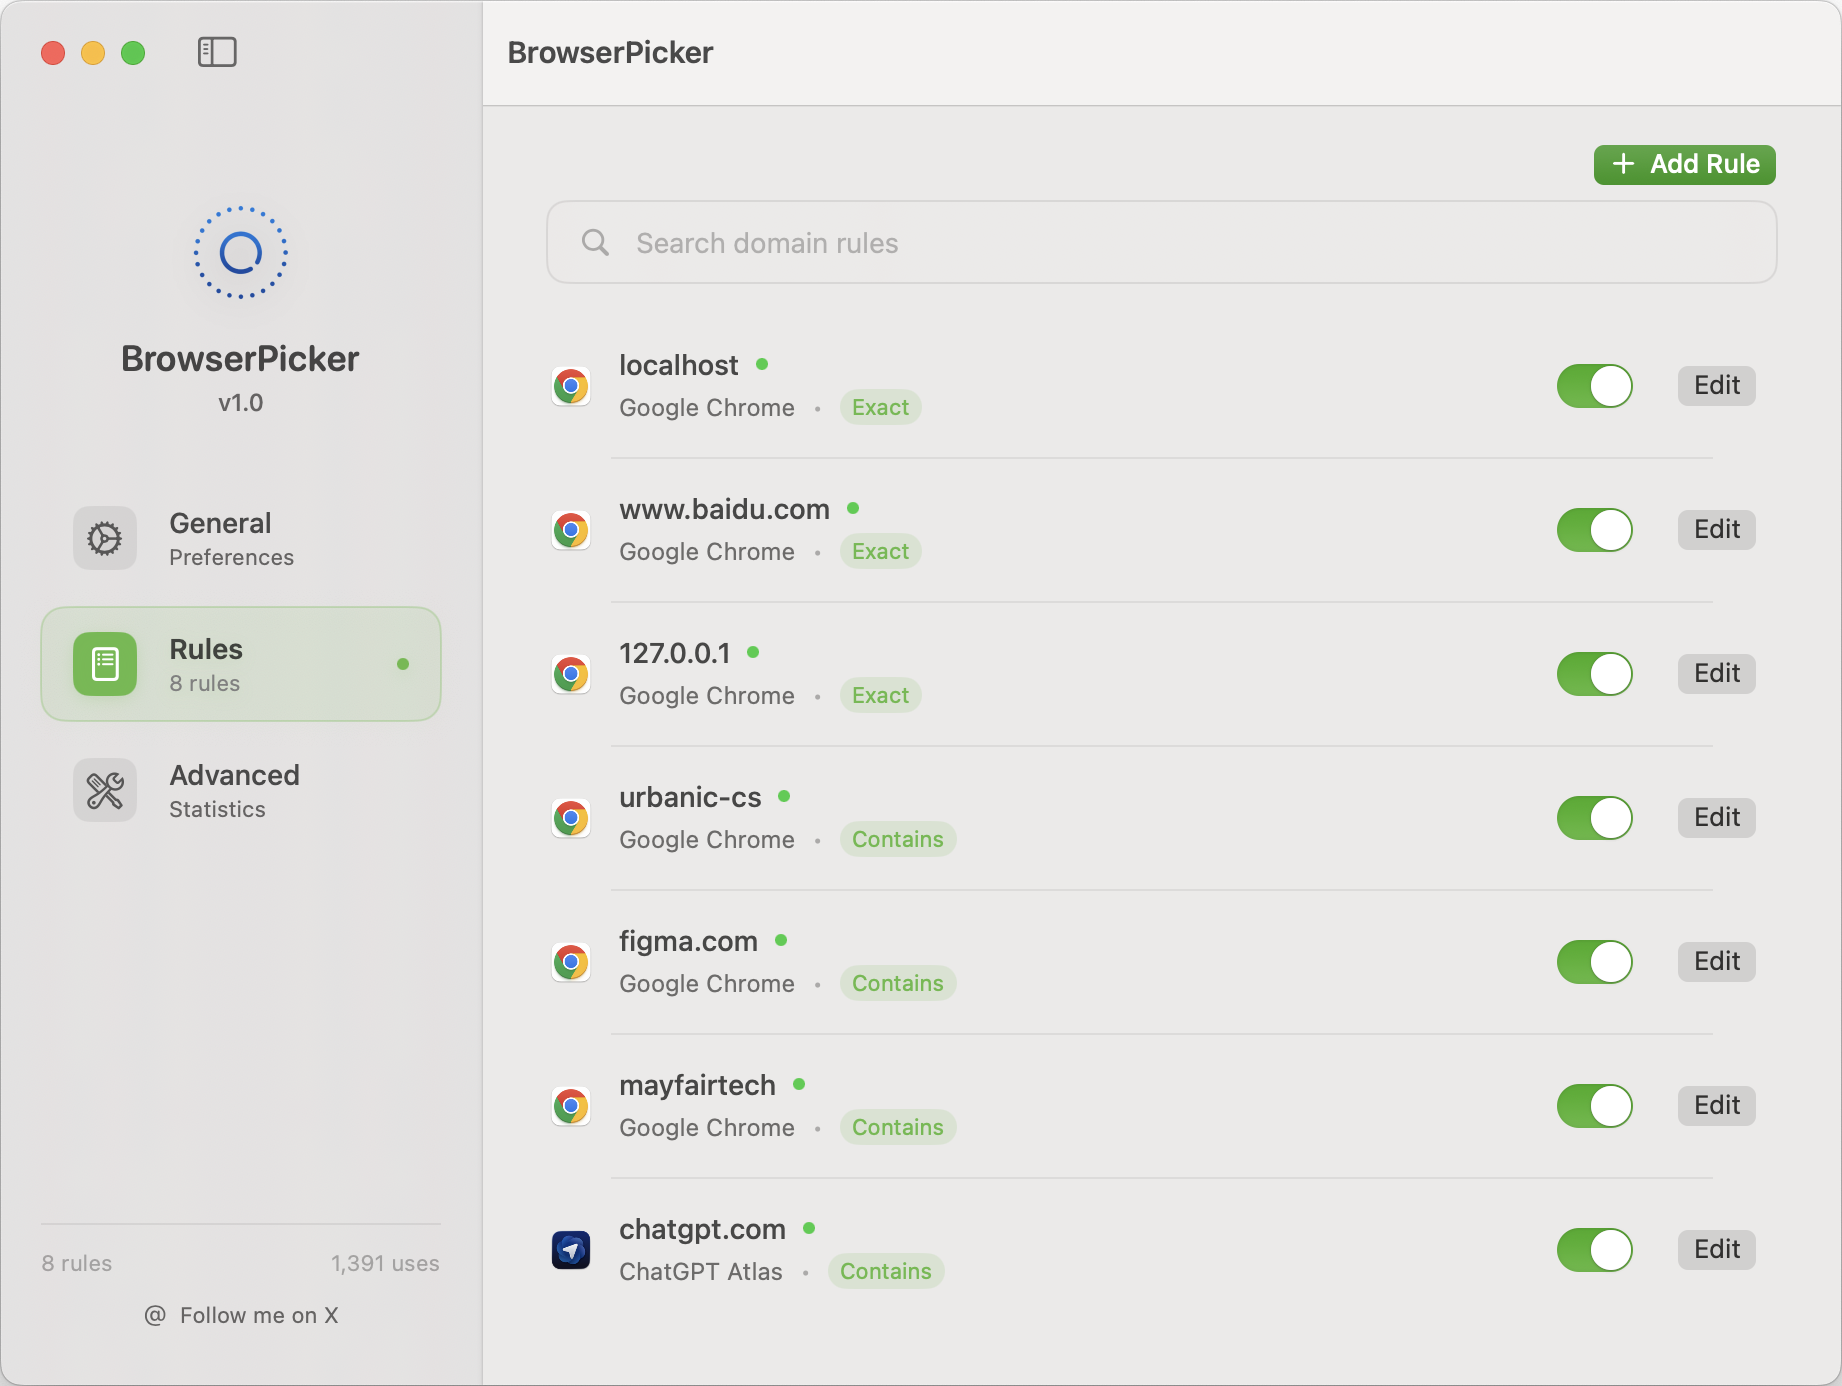 BrowserPicker
v1.0
General
Preferences
Rules
8 rules
Advanced
Statistics
8 rules 1,391 uses
@ Follow me on X
BrowserPicker
+ Add Rule
Search domain rules
localhost
Google Chrome • Exact
Edit
www.baidu.com
Google Chrome • Exact
Edit
127.0.0.1
Google Chrome • Exact
Edit
urbanic-cs
Google Chrome • Contains
Edit
figma.com
Google Chrome • Contains
Edit
mayfairtech
Google Chrome • Contains
Edit
chatgpt.com
ChatGPT Atlas • Contains
Edit